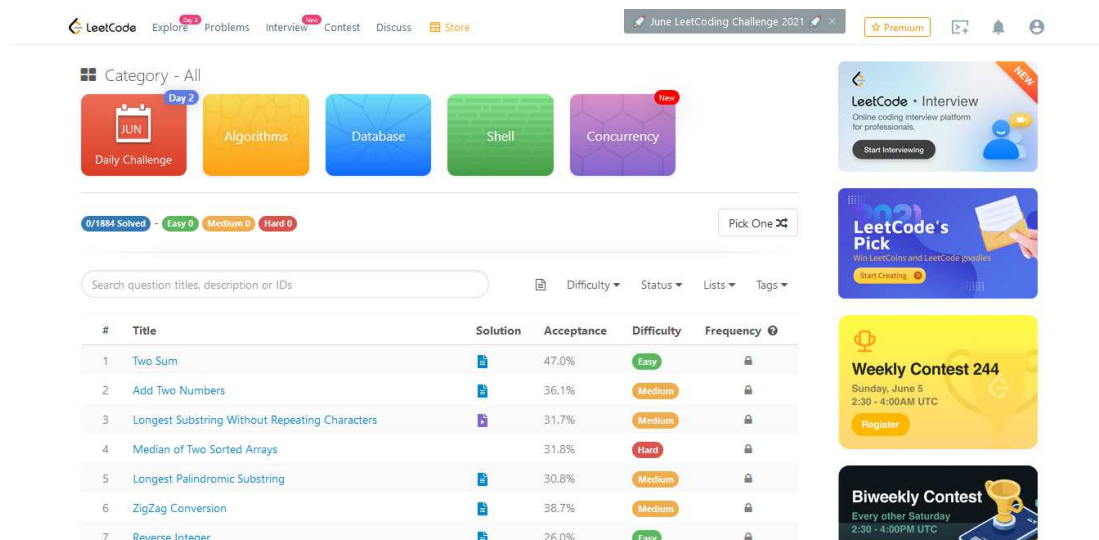 LeetCode Explore Day 2 Problems Interview New Contest Discuss Store 🚀 June LeetCoding Challenge 2021 🚀 × Premium
Category - All
Day 2
JUN
Daily Challenge
Algorithms
Database
Shell
New
Concurrency
0/1884 Solved - Easy 0 Medium 0 Hard 0
Pick One
Search question titles, description or IDs
Difficulty Status Lists Tags
# Title Solution Acceptance Difficulty Frequency
1 Two Sum 47.0% Easy
2 Add Two Numbers 36.1% Medium
3 Longest Substring Without Repeating Characters 31.7% Medium
4 Median of Two Sorted Arrays 31.8% Hard
5 Longest Palindromic Substring 30.8% Medium
6 ZigZag Conversion 38.7% Medium
7 Reverse Integer 26.0% Easy
NEW
LeetCode • Interview
Online coding interview platform
for professionals.
Start Interviewing
2021
LeetCode's
Pick
Win LeetCoins and LeetCode goodies
Start Creating
Weekly Contest 244
Sunday, June 5
2:30 - 4:00AM UTC
Register
Biweekly Contest
Every other Saturday
2:30 - 4:00PM UTC